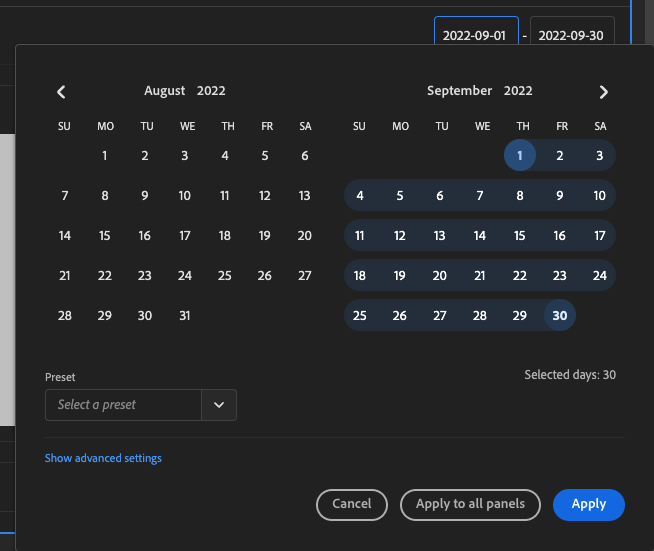 2022-09-01 - 2022-09-30
August 2022
SU MO TU WE TH FR SA
1 2 3 4 5 6
7 8 9 10 11 12 13
14 15 16 17 18 19 20
21 22 23 24 25 26 27
28 29 30 31
September 2022
SU MO TU WE TH FR SA
1 2 3
4 5 6 7 8 9 10
11 12 13 14 15 16 17
18 19 20 21 22 23 24
25 26 27 28 29 30
Preset
Select a preset
Selected days: 30
Show advanced settings
Cancel Apply to all panels Apply